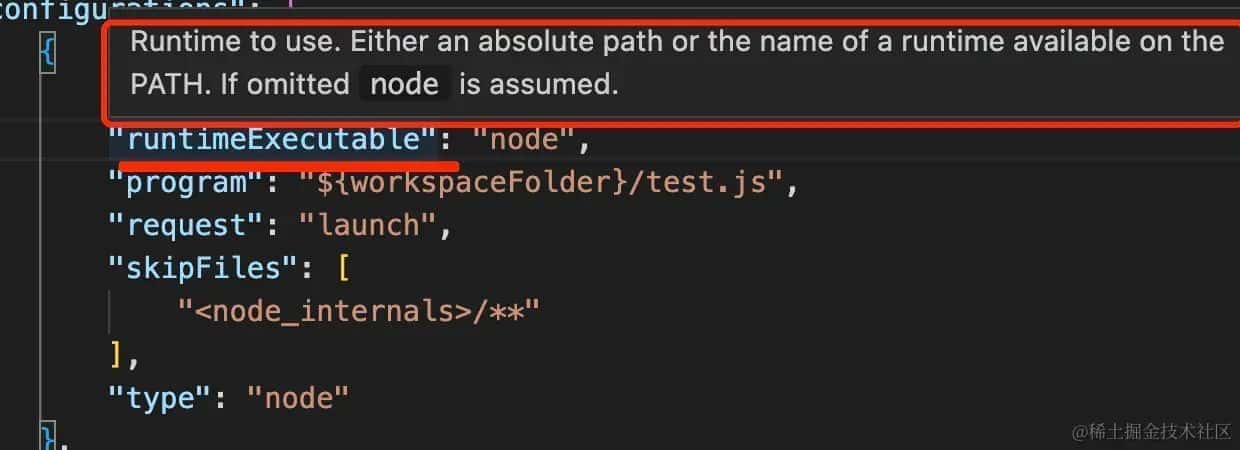 configurations": [
{
Runtime to use. Either an absolute path or the name of a runtime available on the
PATH. If omitted node is assumed.
"runtimeExecutable": "node",
"program": "${workspaceFolder}/test.js",
"request": "launch",
"skipFiles": [
"<node_internals>/**"
],
"type": "node"
},
@稀土掘金技术社区